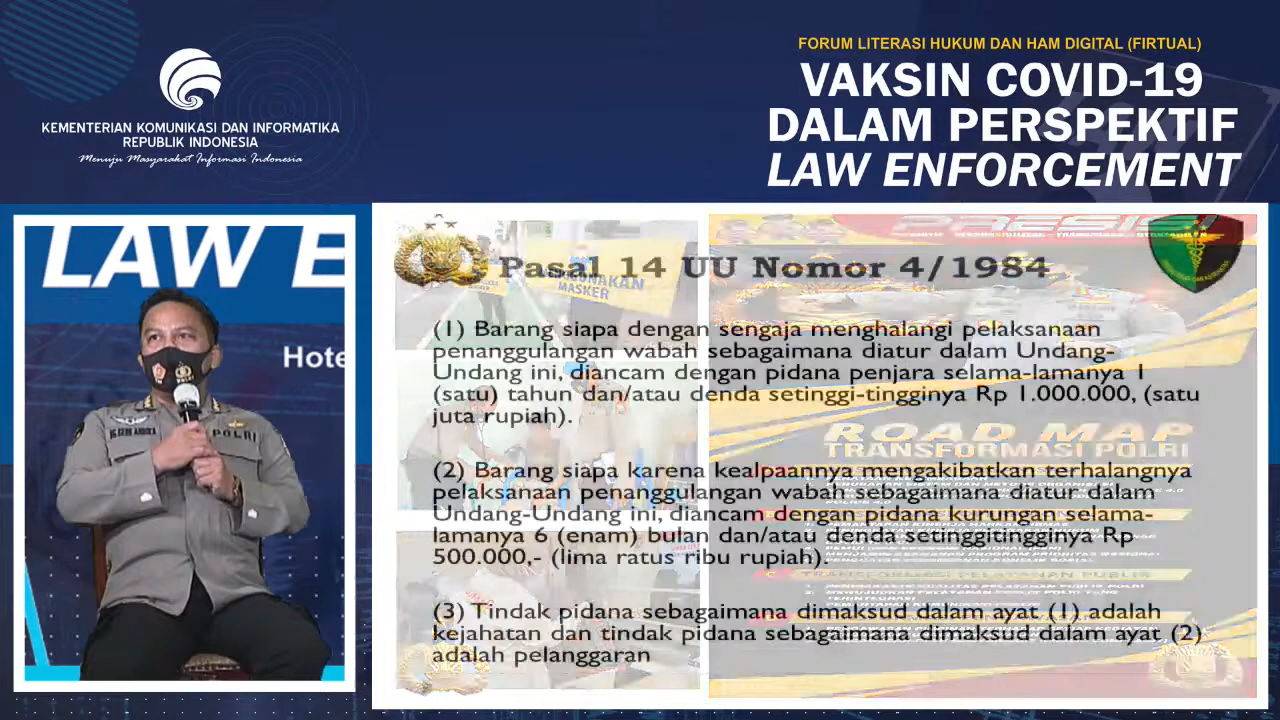 FORUM LITERASI HUKUM DAN HAM DIGITAL (FIRTUAL)
VAKSIN COVID-19
DALAM PERSPEKTIF
LAW ENFORCEMENT
KEMENTERIAN KOMUNIKASI DAN INFORMATIKA
REPUBLIK INDONESIA
Menuju Masyarakat Informasi Indonesia
LAW E
Hote
POLRI
Pasal 14 UU Nomor 4/1984
MASKER
(1) Barang siapa dengan sengaja menghalangi pelaksanaan
penanggulangan wabah sebagaimana diatur dalam Undang-
Undang ini, diancam dengan pidana penjara selama-lamanya 1
(satu) tahun dan/atau denda setinggi-tingginya Rp 1.000.000, (satu
juta rupiah).
ROAD MAP
TRANSFORMASI POLRI
(2) Barang siapa karena kealpaannya mengakibatkan terhalangnya
pelaksanaan penanggulangan wabah sebagaimana diatur dalam
Undang-Undang ini, diancam dengan pidana kurungan selama-
lamanya 6 (enam) bulan dan/atau denda setinggitingginya Rp
500.000,- (lima ratus ribu rupiah).
TRANSFORMASI PELAYANAN PUBLIK
(3) Tindak pidana sebagaimana dimaksud dalam ayat (1) adalah
kejahatan dan tindak pidana sebagaimana dimaksud dalam ayat (2)
adalah pelanggaran